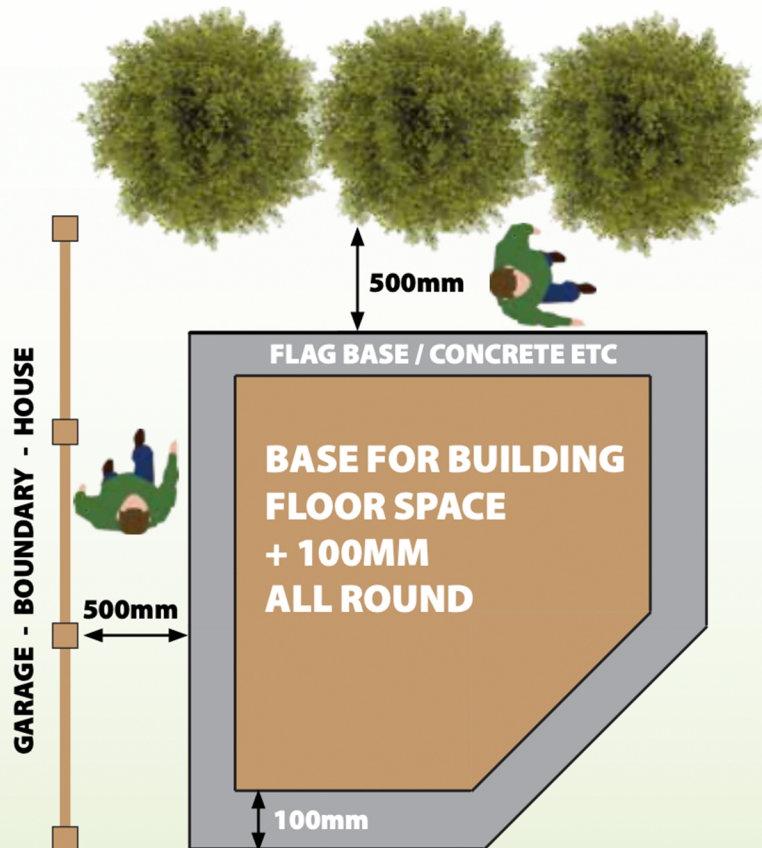 500mm
FLAG BASE / CONCRETE ETC
GARAGE - BOUNDARY - HOUSE
BASE FOR BUILDING
FLOOR SPACE
+ 100MM
ALL ROUND
500mm
100mm